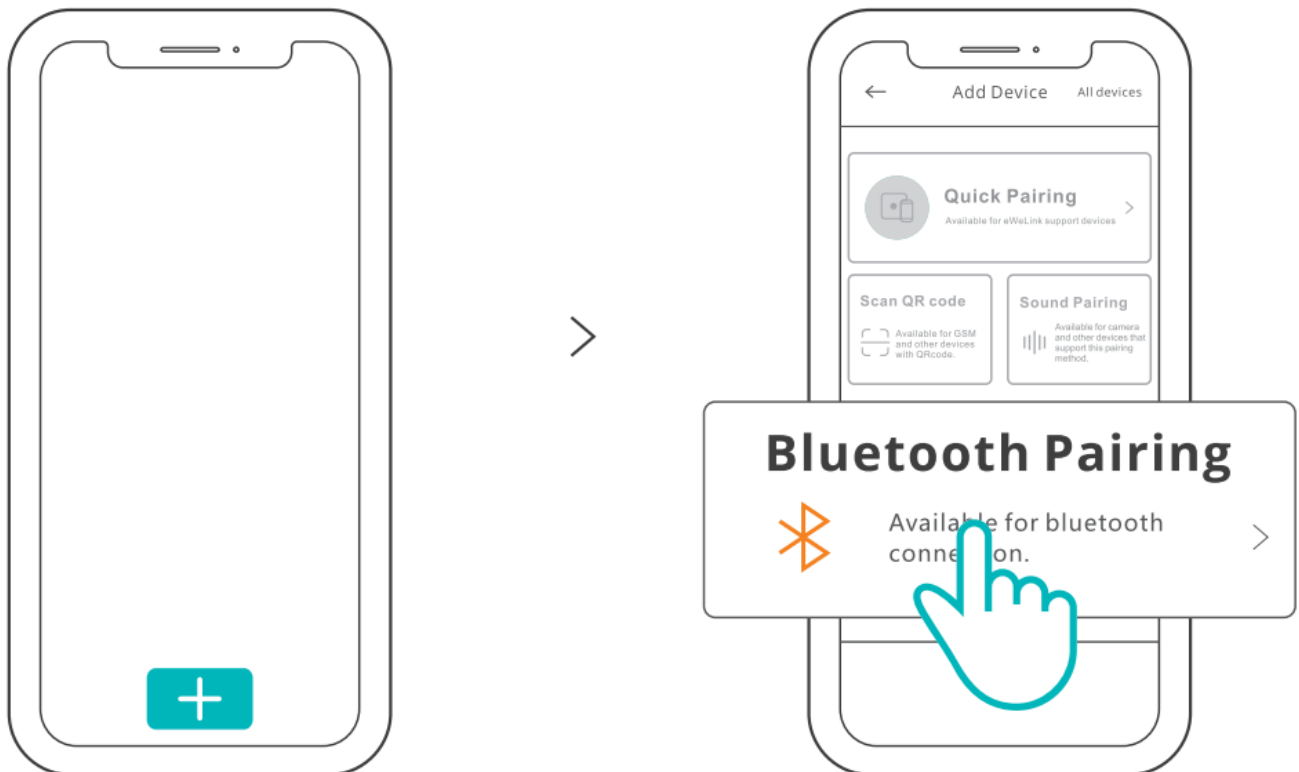 Add Device
All devices
Quick Pairing
Available for eWeLink support devices
Scan QR code
Available for GSM
and other devices
with QRcode.
Sound Pairing
Available for camera
and other devices that
support this pairing
method.
Bluetooth Pairing
Available for bluetooth
connection.